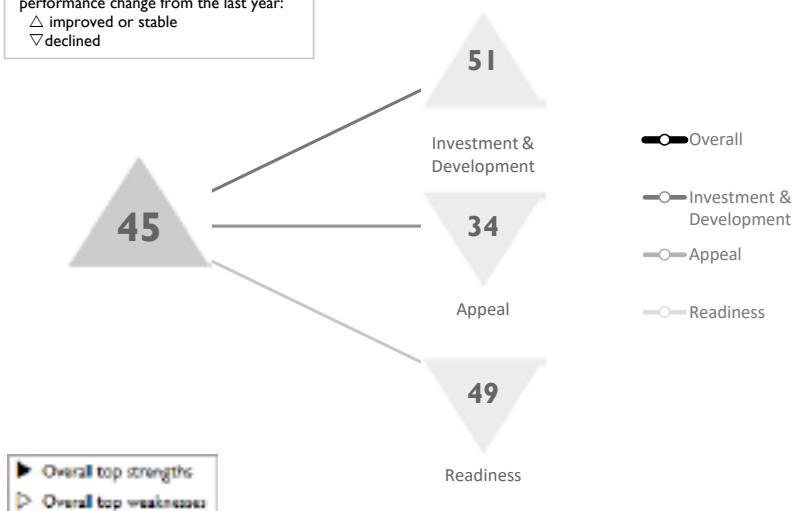 performance change from the last year:
△ improved or stable
▽ declined
51
Investment &
Development
45
34
Appeal
49
Readiness
Overall
Investment &
Development
Appeal
Readiness
▶ Overall top strengths
▷ Overall top weaknesses